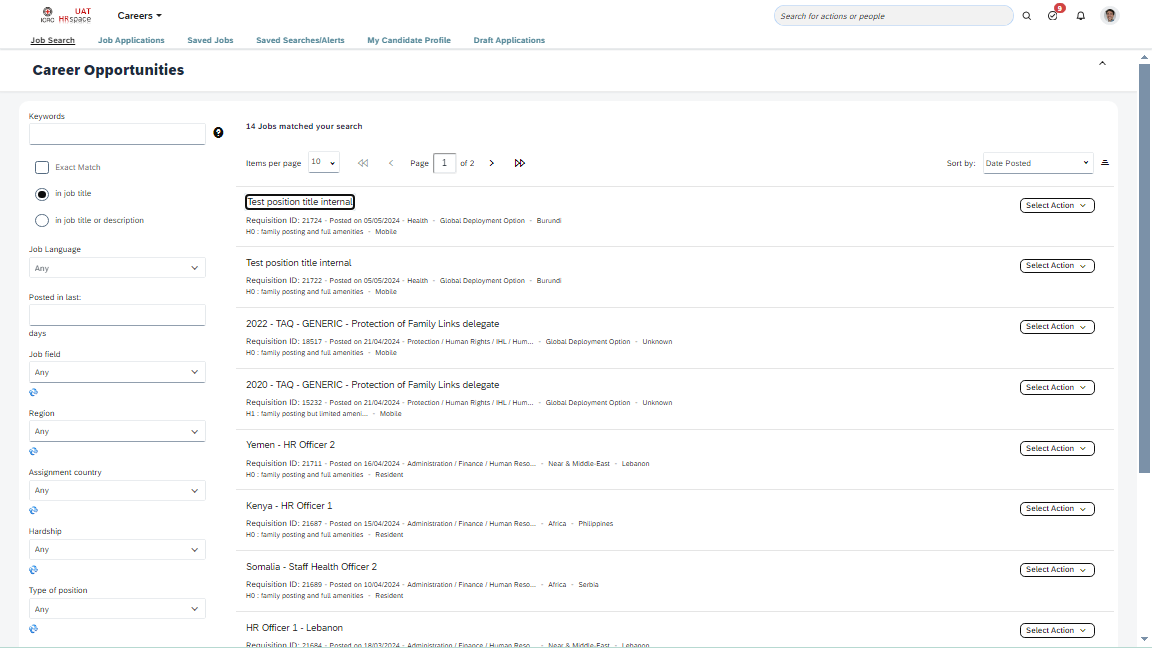 ICRC
UAT
HRspace
Careers
Search for actions or people
9
Job Search
Job Applications
Saved Jobs
Saved Searches/Alerts
My Candidate Profile
Draft Applications
Career Opportunities
Keywords
?
Exact Match
in job title
in job title or description
Job Language
Any
Posted in last:
days
Job field
Any
Region
Any
Assignment country
Any
Hardship
Any
Type of position
Any
14 Jobs matched your search
Items per page 10 Page 1 of 2
Sort by: Date Posted
Test position title internal
Select Action
Requisition ID: 21724 - Posted on 05/05/2024 - Health - Global Deployment Option - Burundi
H0 : family posting and full amenities - Mobile
Test position title internal
Select Action
Requisition ID: 21722 - Posted on 05/05/2024 - Health - Global Deployment Option - Burundi
H0 : family posting and full amenities - Mobile
2022 - TAQ - GENERIC - Protection of Family Links delegate
Select Action
Requisition ID: 18517 - Posted on 21/04/2024 - Protection / Human Rights / IHL / Hum... - Global Deployment Option - Unknown
H0 : family posting and full amenities - Mobile
2020 - TAQ - GENERIC - Protection of Family Links delegate
Select Action
Requisition ID: 15232 - Posted on 21/04/2024 - Protection / Human Rights / IHL / Hum... - Global Deployment Option - Unknown
H1 : family posting but limited ameni... - Mobile
Yemen - HR Officer 2
Select Action
Requisition ID: 21711 - Posted on 16/04/2024 - Administration / Finance / Human Reso... - Near & Middle-East - Lebanon
H0 : family posting and full amenities - Resident
Kenya - HR Officer 1
Select Action
Requisition ID: 21687 - Posted on 15/04/2024 - Administration / Finance / Human Reso... - Africa - Philippines
H0 : family posting and full amenities - Resident
Somalia - Staff Health Officer 2
Select Action
Requisition ID: 21689 - Posted on 10/04/2024 - Administration / Finance / Human Reso... - Africa - Serbia
H0 : family posting and full amenities - Resident
HR Officer 1 - Lebanon
Select Action
Requisition ID: 21684 - Posted on 18/03/2024 - Administration / Finance / Human Reso... - Near & Middle-East - Lebanon